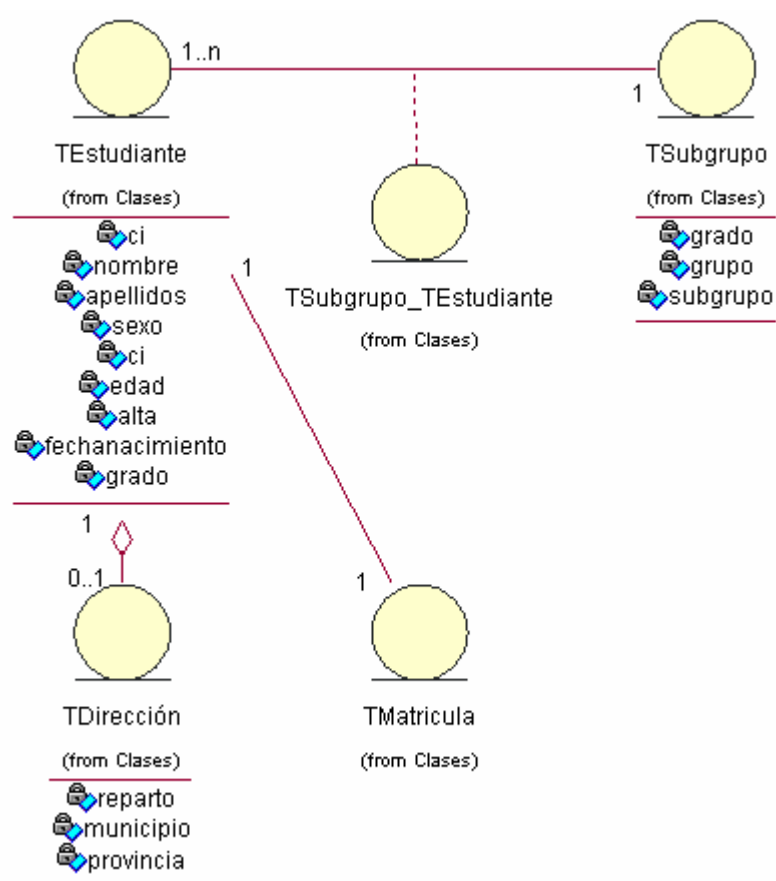 1..n
1
TEstudiante
(from Clases)
ci
nombre
apellidos
sexo
ci
edad
alta
fechanacimiento
grado
TSubgrupo
(from Clases)
grado
grupo
subgrupo
TSubgrupo_TEstudiante
(from Clases)
1
1
1
0..1
TDirección
(from Clases)
reparto
municipio
provincia
TMatricula
(from Clases)